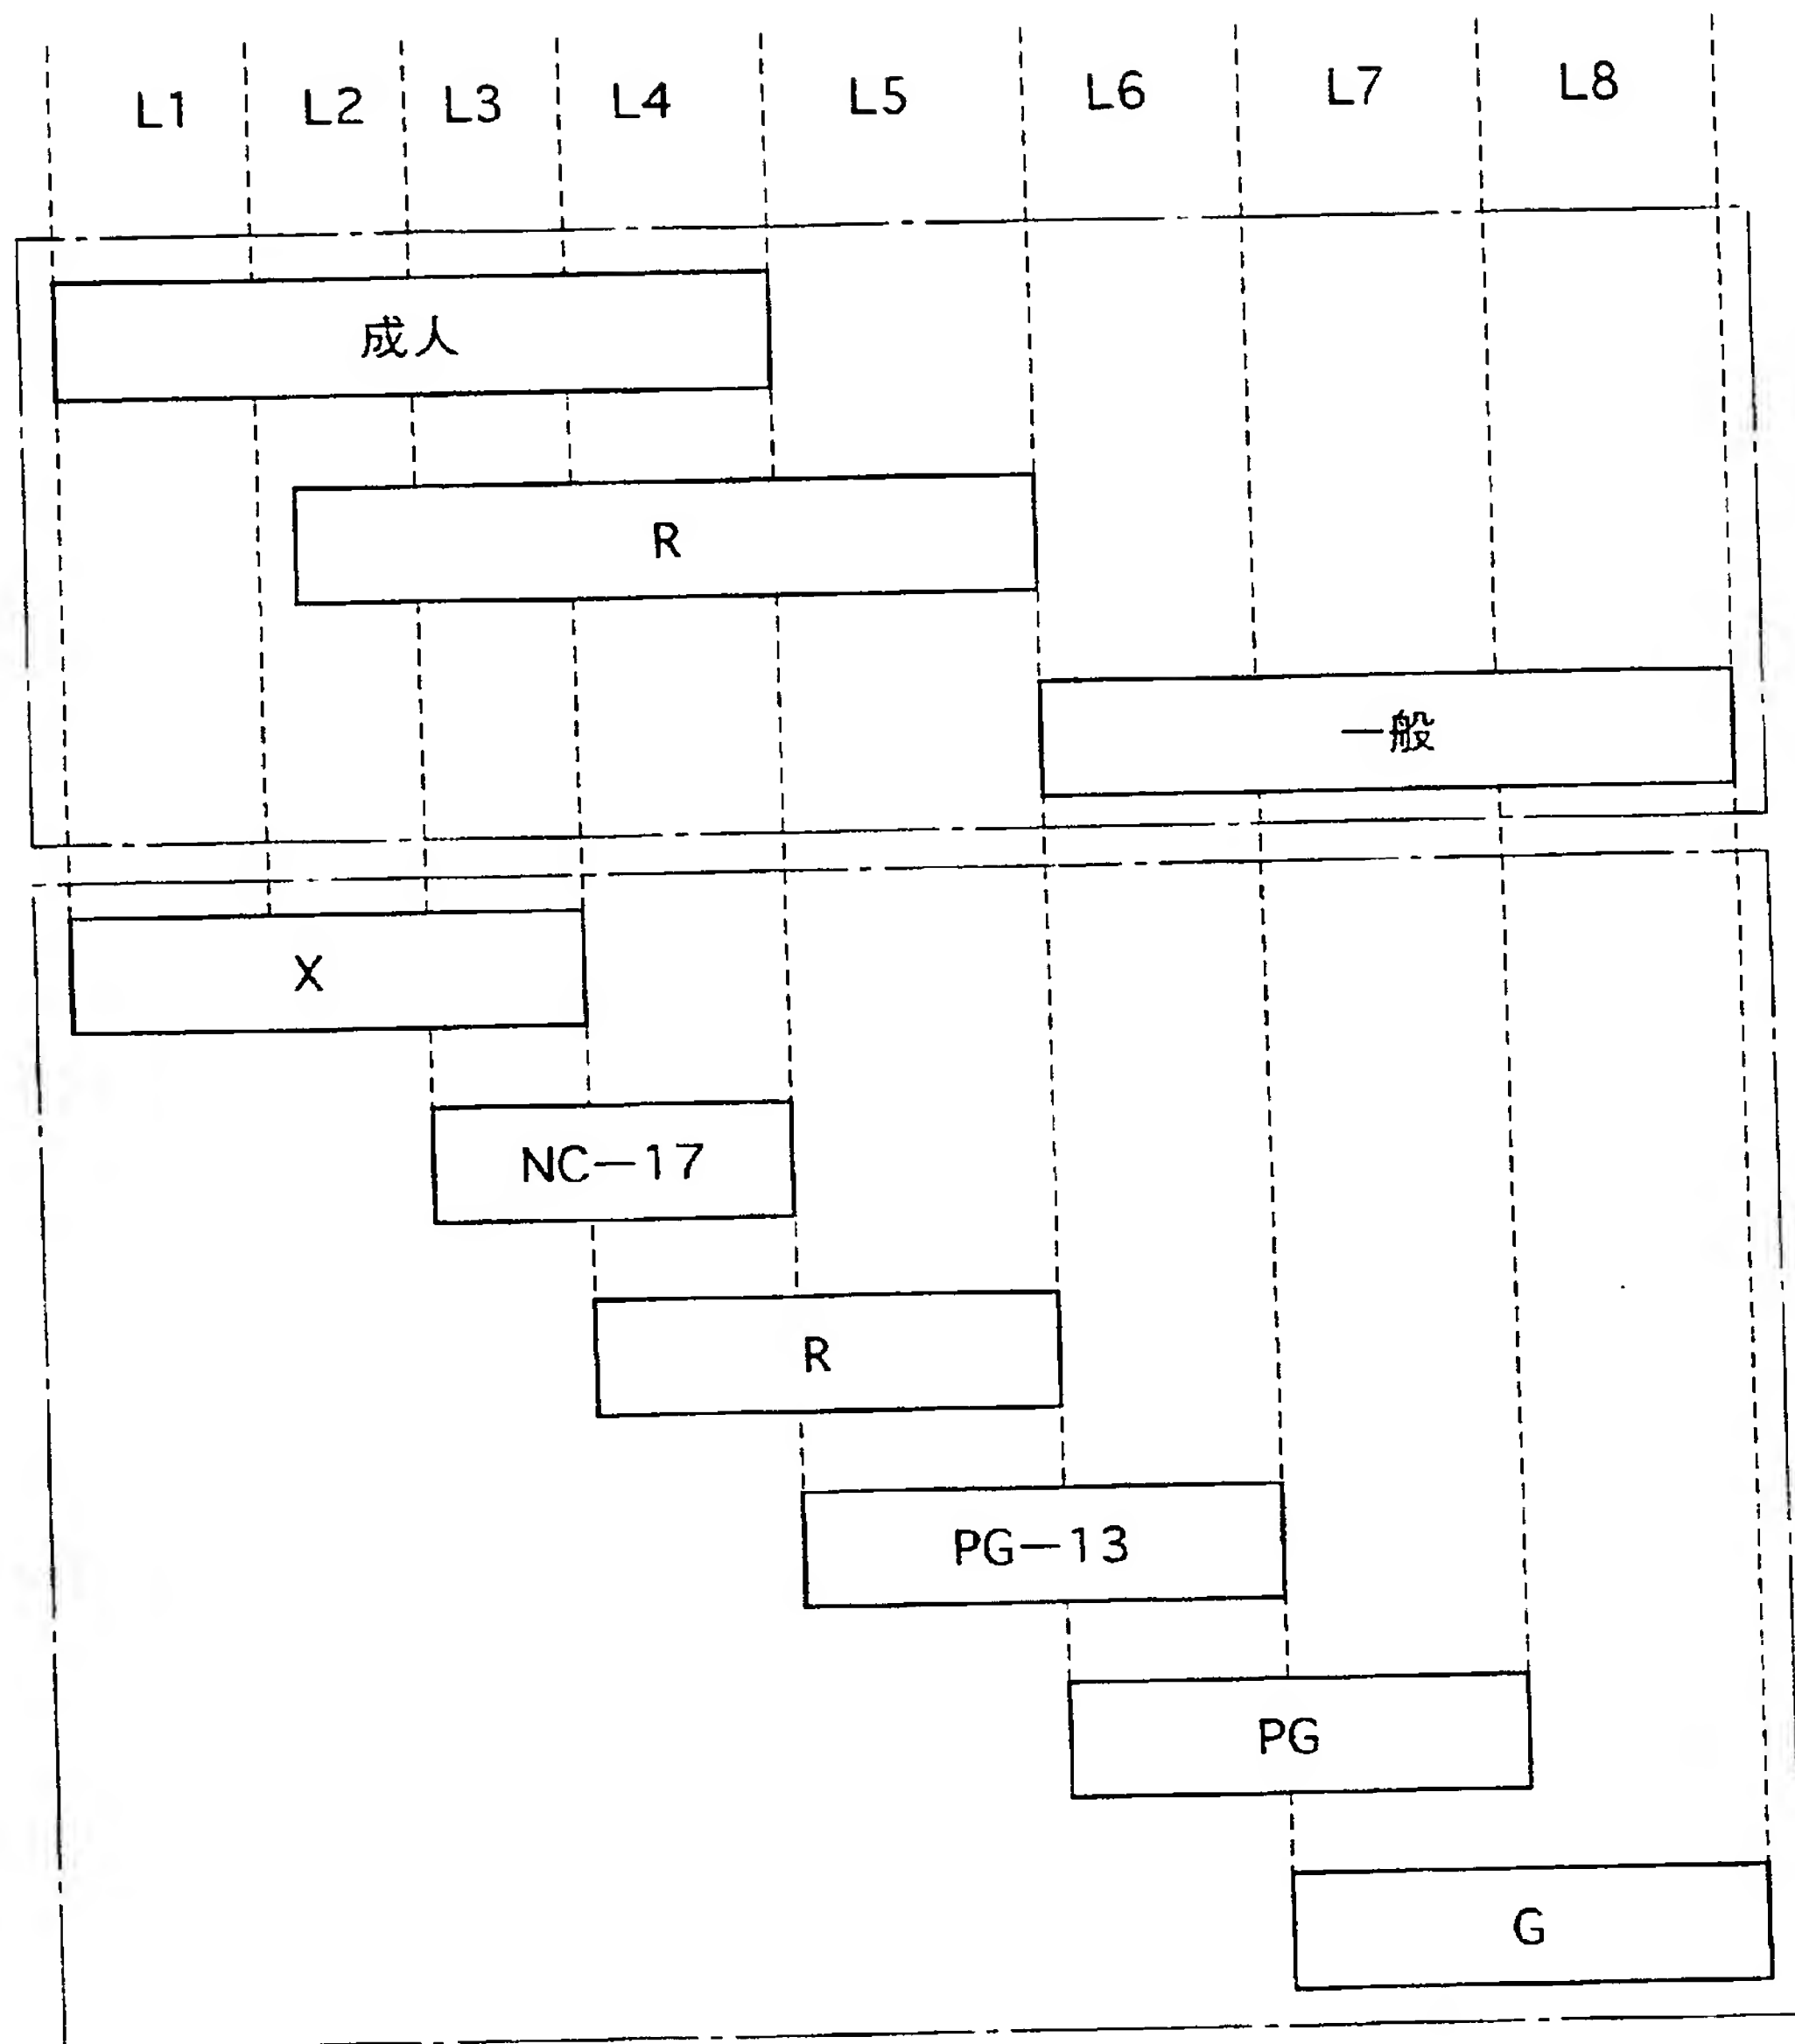 L1 L2 L3 L4 L5 L6 L7 L8
成人
R
一般
X
NC−17
R
PG−13
PG
G